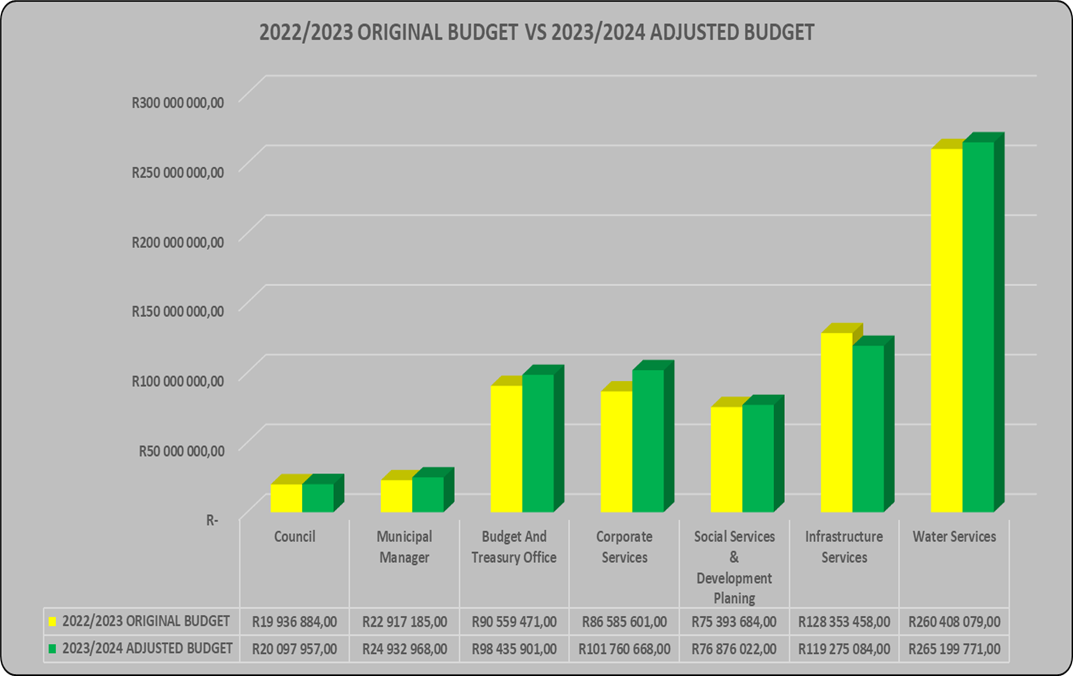 2022/2023 ORIGINAL BUDGET VS 2023/2024 ADJUSTED BUDGET
R300 000 000,00
R250 000 000,00
R200 000 000,00
R150 000 000,00
R100 000 000,00
R50 000 000,00
R-
Council
Municipal
Manager
Budget And
Treasury Office
Corporate
Services
Social Services
&
Development
Planing
Infrastructure
Services
Water Services
2022/2023 ORIGINAL BUDGET R19 936 884,00 R22 917 185,00 R90 559 471,00 R86 585 601,00 R75 393 684,00 R128 353 458,00 R260 408 079,00
2023/2024 ADJUSTED BUDGET R20 097 957,00 R24 932 968,00 R98 435 901,00 R101 760 668,00 R76 876 022,00 R119 275 084,00 R265 199 771,00